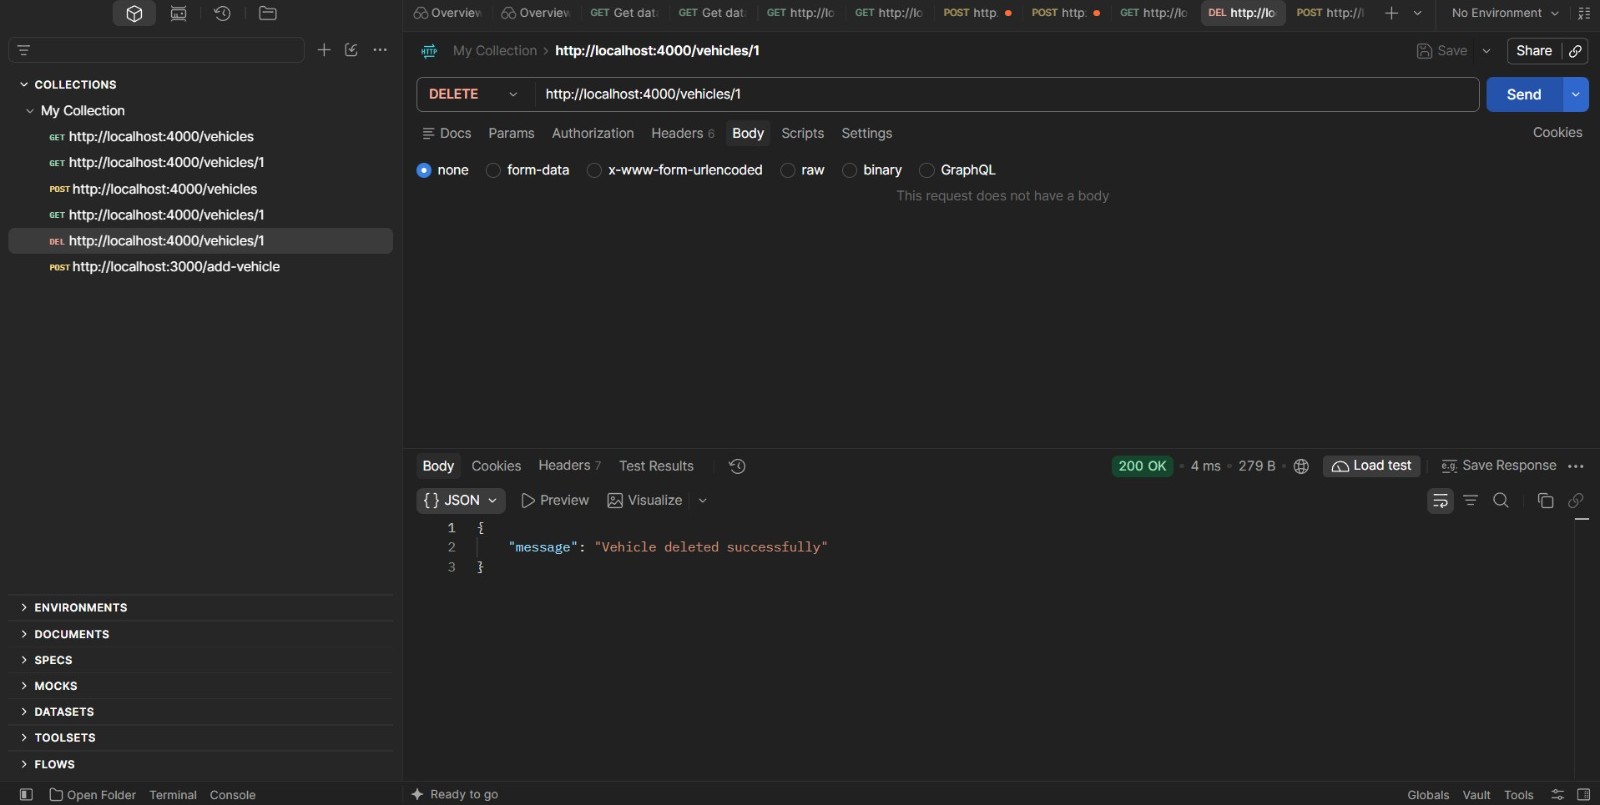 Overview
Overview
GET Get dat
GET Get dat
GET http://lo
GET http://lo
POST http:
POST http:
GET http://lo
DEL http://lo
POST http://l
No Environment
My Collection > http://localhost:4000/vehicles/1
Save
Share
COLLECTIONS
My Collection
GET http://localhost:4000/vehicles
GET http://localhost:4000/vehicles/1
POST http://localhost:4000/vehicles
GET http://localhost:4000/vehicles/1
DEL http://localhost:4000/vehicles/1
POST http://localhost:3000/add-vehicle
DELETE http://localhost:4000/vehicles/1
Send
Docs Params Authorization Headers 6 Body Scripts Settings
Cookies
none form-data x-www-form-urlencoded raw binary GraphQL
This request does not have a body
Body Cookies Headers 7 Test Results
200 OK • 4 ms • 279 B
Load test
e.g. Save Response
{} JSON Preview Visualize
1 {
2 "message": "Vehicle deleted successfully"
3 }
ENVIRONMENTS
DOCUMENTS
SPECS
MOCKS
DATASETS
TOOLSETS
FLOWS
Open Folder Terminal Console
Ready to go
Globals Vault Tools